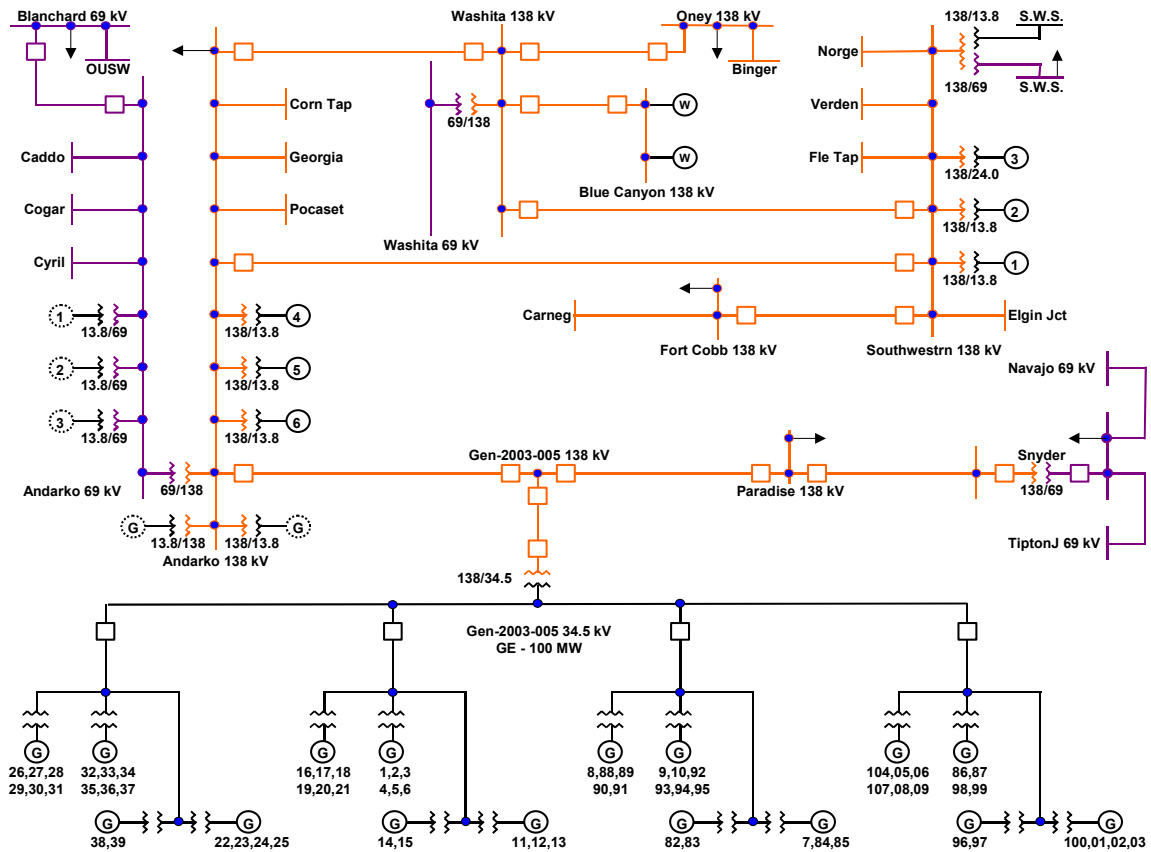 Blanchard 69 kV
Washita 138 kV
Oney 138 kV
138/13.8
S.W.S.
OUSW
Binger
Norge
S.W.S.
138/69
Corn Tap
69/138
W
Verden
Caddo
Georgia
W
Fle Tap
3
138/24.0
Blue Canyon 138 kV
Cogar
Pocaset
2
138/13.8
Washita 69 kV
Cyril
1
138/13.8
1
13.8/69
4
138/13.8
Carneg
Elgin Jct
Fort Cobb 138 kV
Southwestrn 138 kV
2
13.8/69
5
138/13.8
Navajo 69 kV
3
13.8/69
6
138/13.8
Gen-2003-005 138 kV
Snyder
Andarko 69 kV
69/138
Paradise 138 kV
138/69
G
13.8/138
138/13.8
G
Andarko 138 kV
TiptonJ 69 kV
138/34.5
Gen-2003-005 34.5 kV
GE - 100 MW
G
G
G
G
G
G
G
G
26,27,28
29,30,31
32,33,34
35,36,37
16,17,18
19,20,21
1,2,3
4,5,6
8,88,89
90,91
9,10,92
93,94,95
104,05,06
107,08,09
86,87
98,99
G
G
G
G
G
G
G
G
38,39
22,23,24,25
14,15
11,12,13
82,83
7,84,85
96,97
100,01,02,03